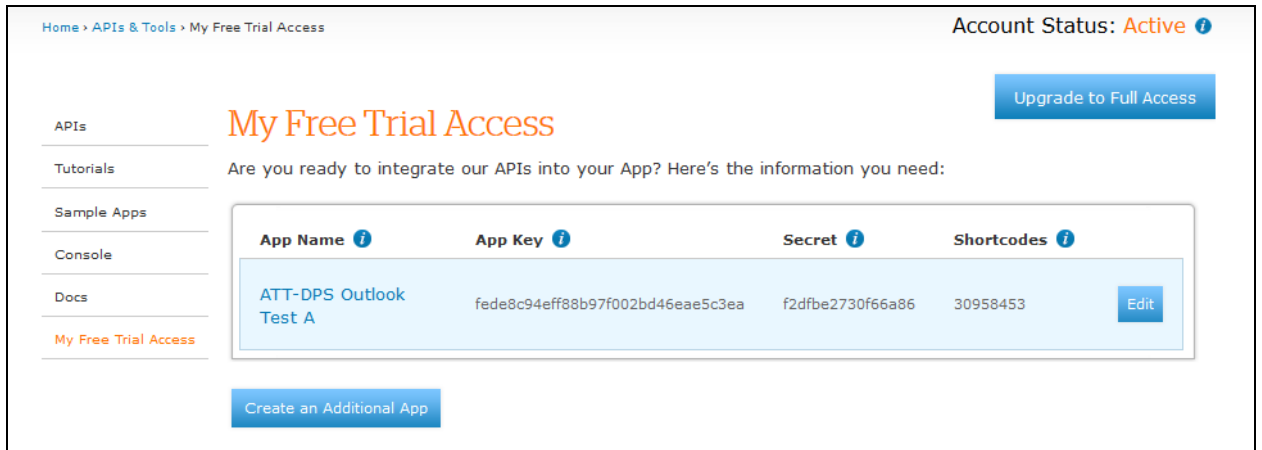 Home › APIs & Tools › My Free Trial Access
Account Status: Active i
Upgrade to Full Access
APIs
Tutorials
Sample Apps
Console
Docs
My Free Trial Access
My Free Trial Access
Are you ready to integrate our APIs into your App? Here’s the information you need:
App Name i App Key i Secret i Shortcodes i
ATT-DPS Outlook
Test A
fede8c94eff88b97f002bd46eae5c3ea f2dfbe2730f66a86 30958453 Edit
Create an Additional App